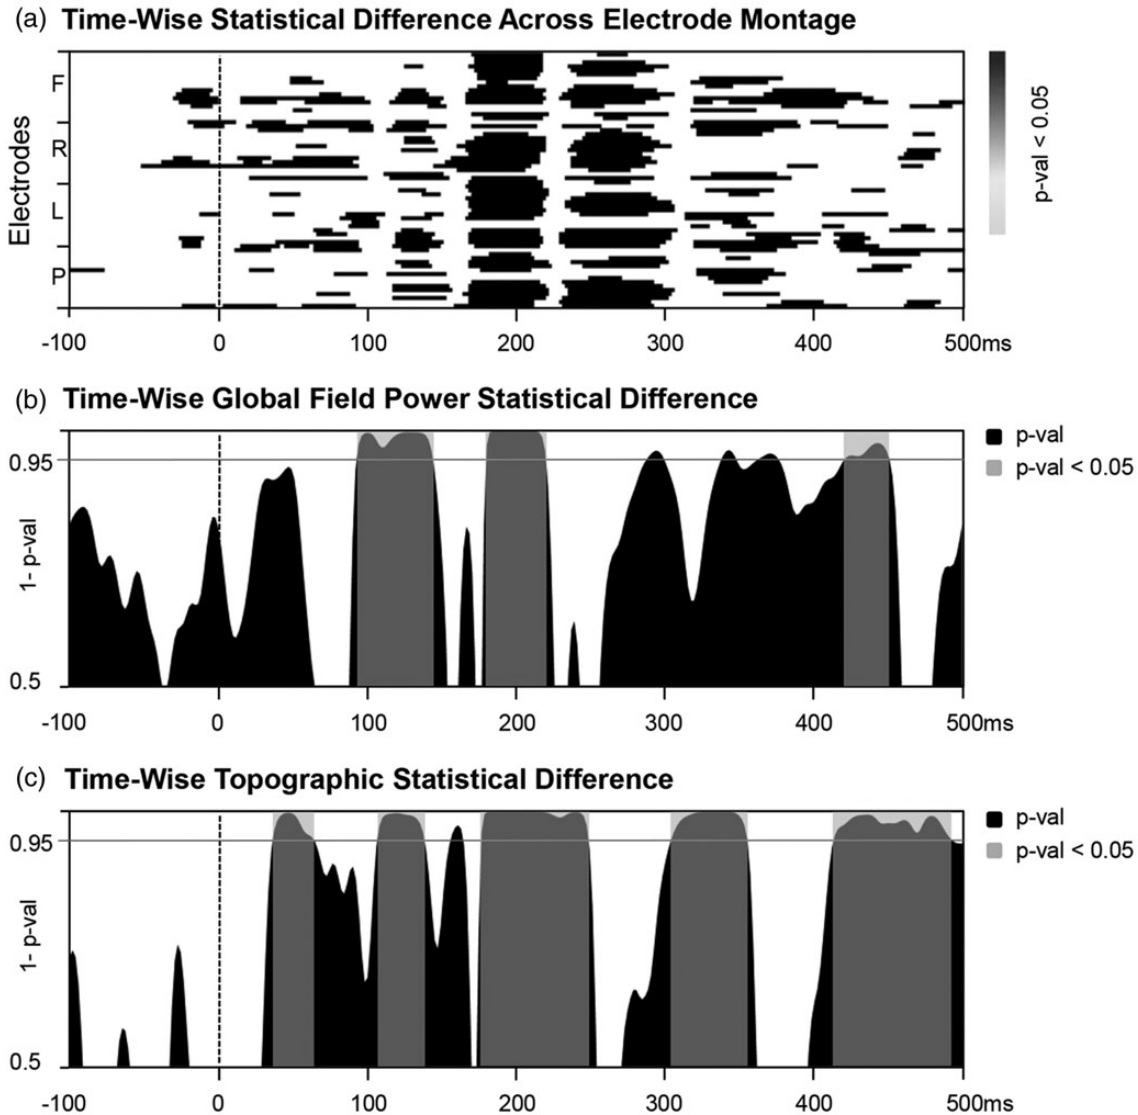 (a) Time-Wise Statistical Difference Across Electrode Montage
Electrodes
F
R
L
P
p-val < 0.05
-100 0 100 200 300 400 500ms
(b) Time-Wise Global Field Power Statistical Difference
0.95
1- p-val
0.5
p-val
p-val < 0.05
-100 0 100 200 300 400 500ms
(c) Time-Wise Topographic Statistical Difference
0.95
1- p-val
0.5
p-val
p-val < 0.05
-100 0 100 200 300 400 500ms